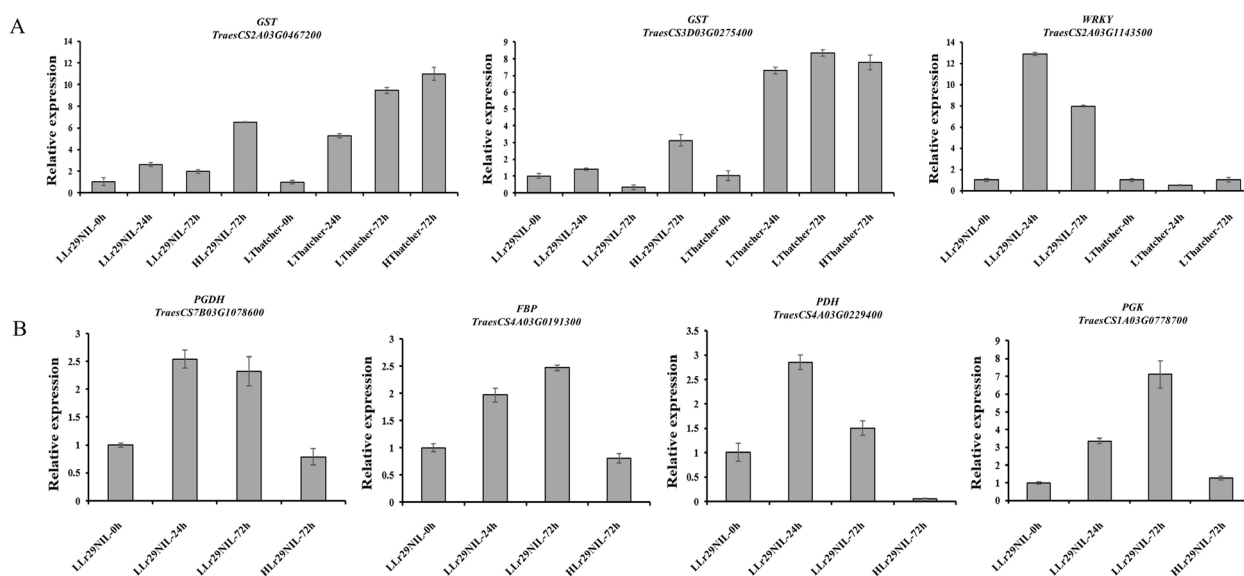 A
GST
TraesCS2A03G0467200
Relative expression
14
12
10
8
6
4
2
0
LLr29NIL-0h
LLr29NIL-24h
LLr29NIL-72h
HLr29NIL-72h
LThatcher-0h
LThatcher-24h
LThatcher-72h
HThatcher-72h
GST
TraesCS3D03G0275400
Relative expression
9
8
7
6
5
4
3
2
1
0
LLr29NIL-0h
LLr29NIL-24h
LLr29NIL-72h
HLr29NIL-72h
LThatcher-0h
LThatcher-24h
LThatcher-72h
HThatcher-72h
WRKY
TraesCS2A03G1143500
Relative expression
14
12
10
8
6
4
2
0
LLr29NIL-0h
LLr29NIL-24h
LLr29NIL-72h
LThatcher-0h
LThatcher-24h
LThatcher-72h
B
PGDH
TraesCS7B03G1078600
Relative expression
3
2.5
2
1.5
1
0.5
0
LLr29NIL-0h
LLr29NIL-24h
LLr29NIL-72h
HLr29NIL-72h
FBP
TraesCS4A03G0191300
Relative expression
3
2.5
2
1.5
1
0.5
0
LLr29NIL-0h
LLr29NIL-24h
LLr29NIL-72h
HLr29NIL-72h
PDH
TraesCS4A03G0229400
Relative expression
3.5
3
2.5
2
1.5
1
0.5
0
LLr29NIL-0h
LLr29NIL-24h
LLr29NIL-72h
HLr29NIL-72h
PGK
TraesCS1A03G0778700
Relative expression
9
8
7
6
5
4
3
2
1
0
LLr29NIL-0h
LLr29NIL-24h
LLr29NIL-72h
HLr29NIL-72h